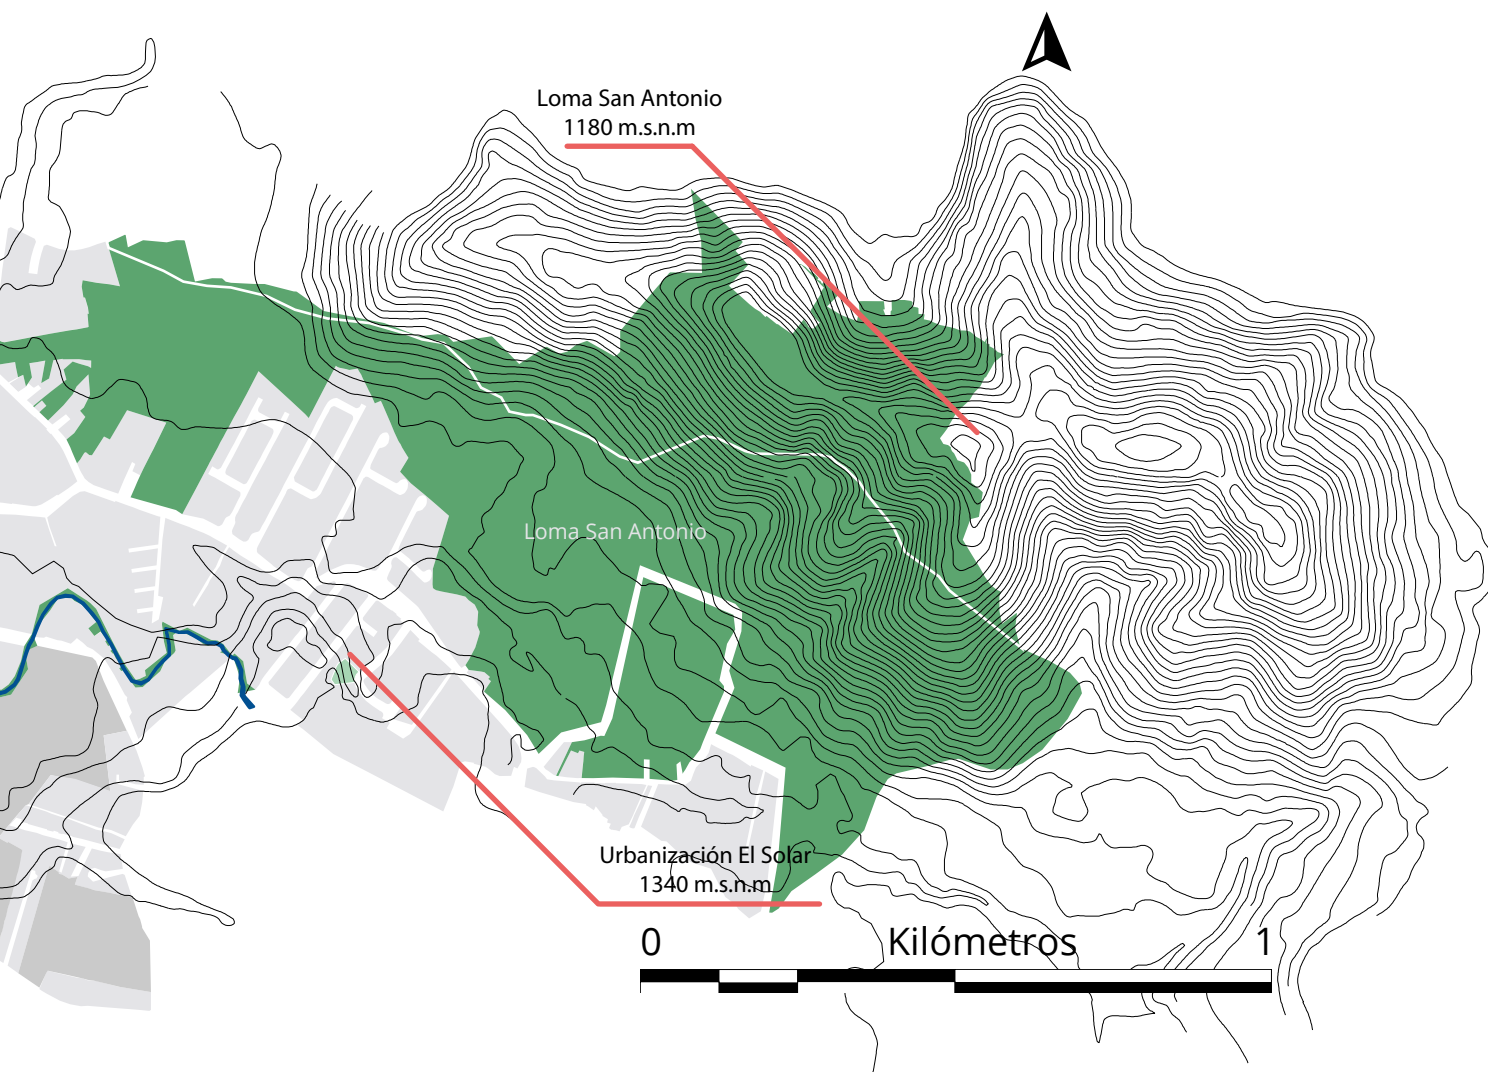 Loma San Antonio
1180 m.s.n.m
Loma San Antonio
Urbanización El Solar
1340 m.s.n.m
0 Kilómetros 1